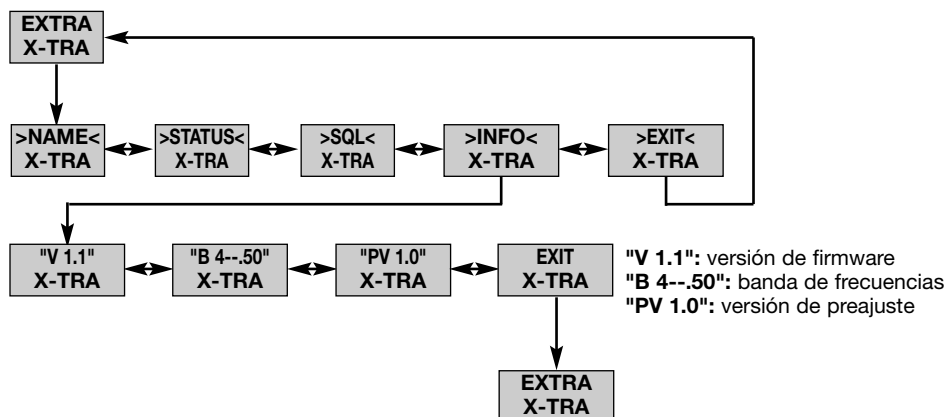 EXTRA
X-TRA
>NAME<
X-TRA
>STATUS<
X-TRA
>SQL<
X-TRA
>INFO<
X-TRA
>EXIT<
X-TRA
"V 1.1"
X-TRA
"B 4--.50"
X-TRA
"PV 1.0"
X-TRA
EXIT
X-TRA
"V 1.1": versión de firmware
"B 4--.50": banda de frecuencias
"PV 1.0": versión de preajuste
EXTRA
X-TRA